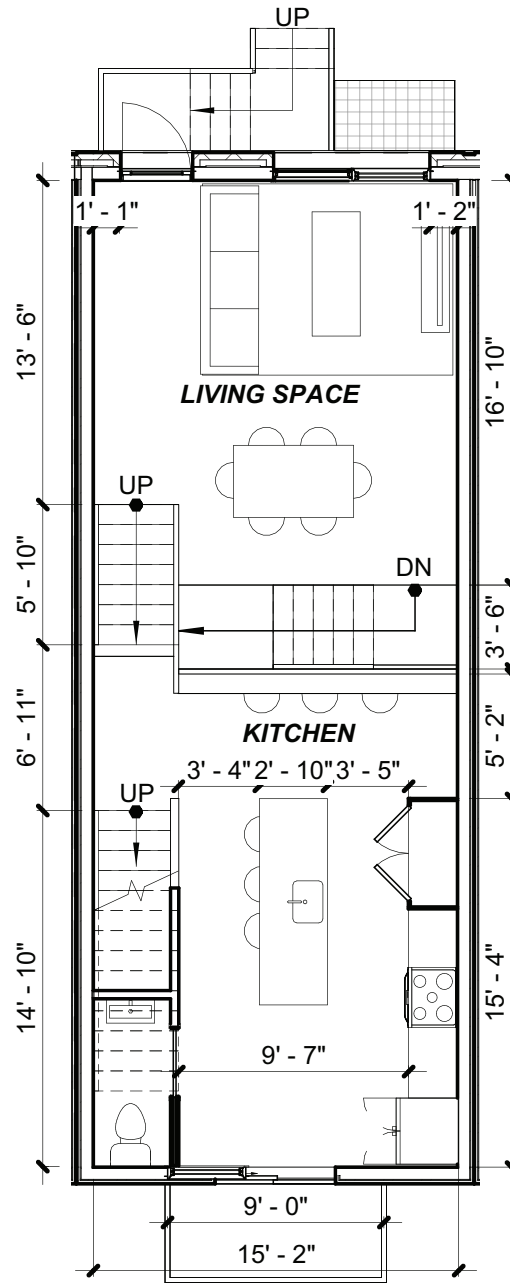 UP
1' - 1"
1' - 2"
13' - 6"
16' - 10"
LIVING SPACE
UP
5' - 10"
DN
3' - 6"
6' - 11"
5' - 2"
KITCHEN
3' - 4" 2' - 10" 3' - 5"
UP
14' - 10"
15' - 4"
9' - 7"
9' - 0"
15' - 2"